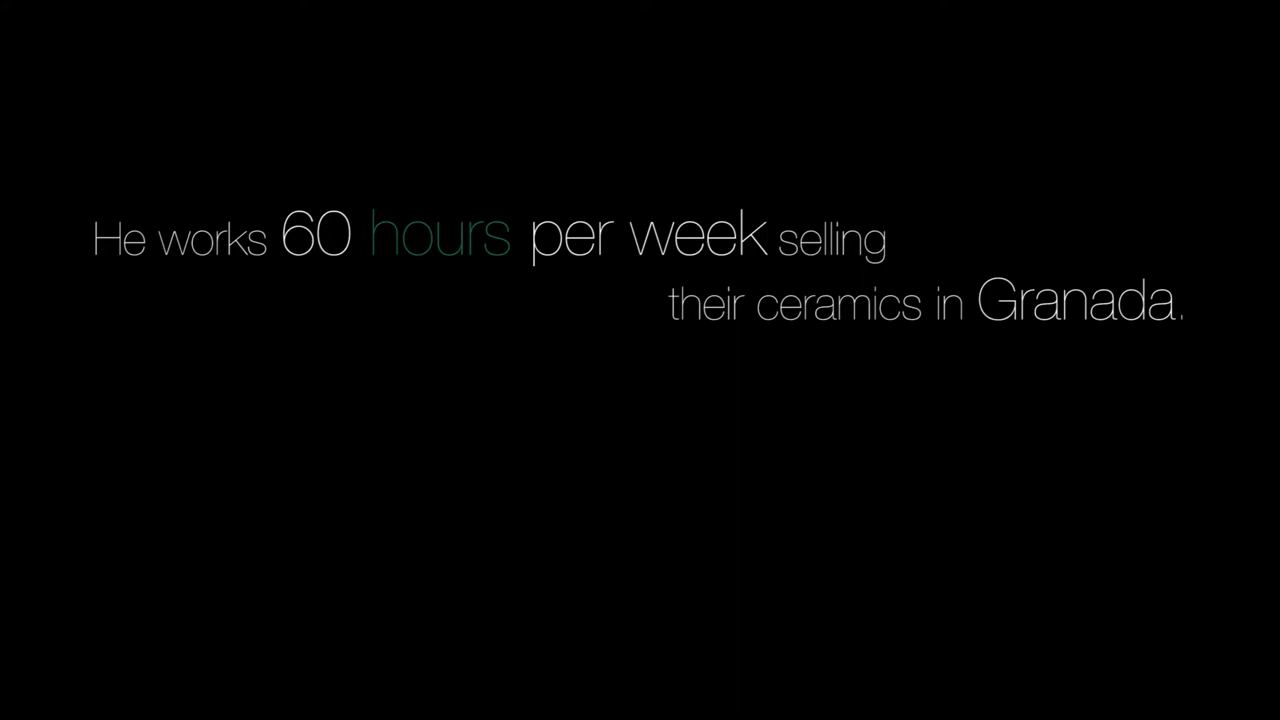 He works 60 hours per week selling
their ceramics in Granada.